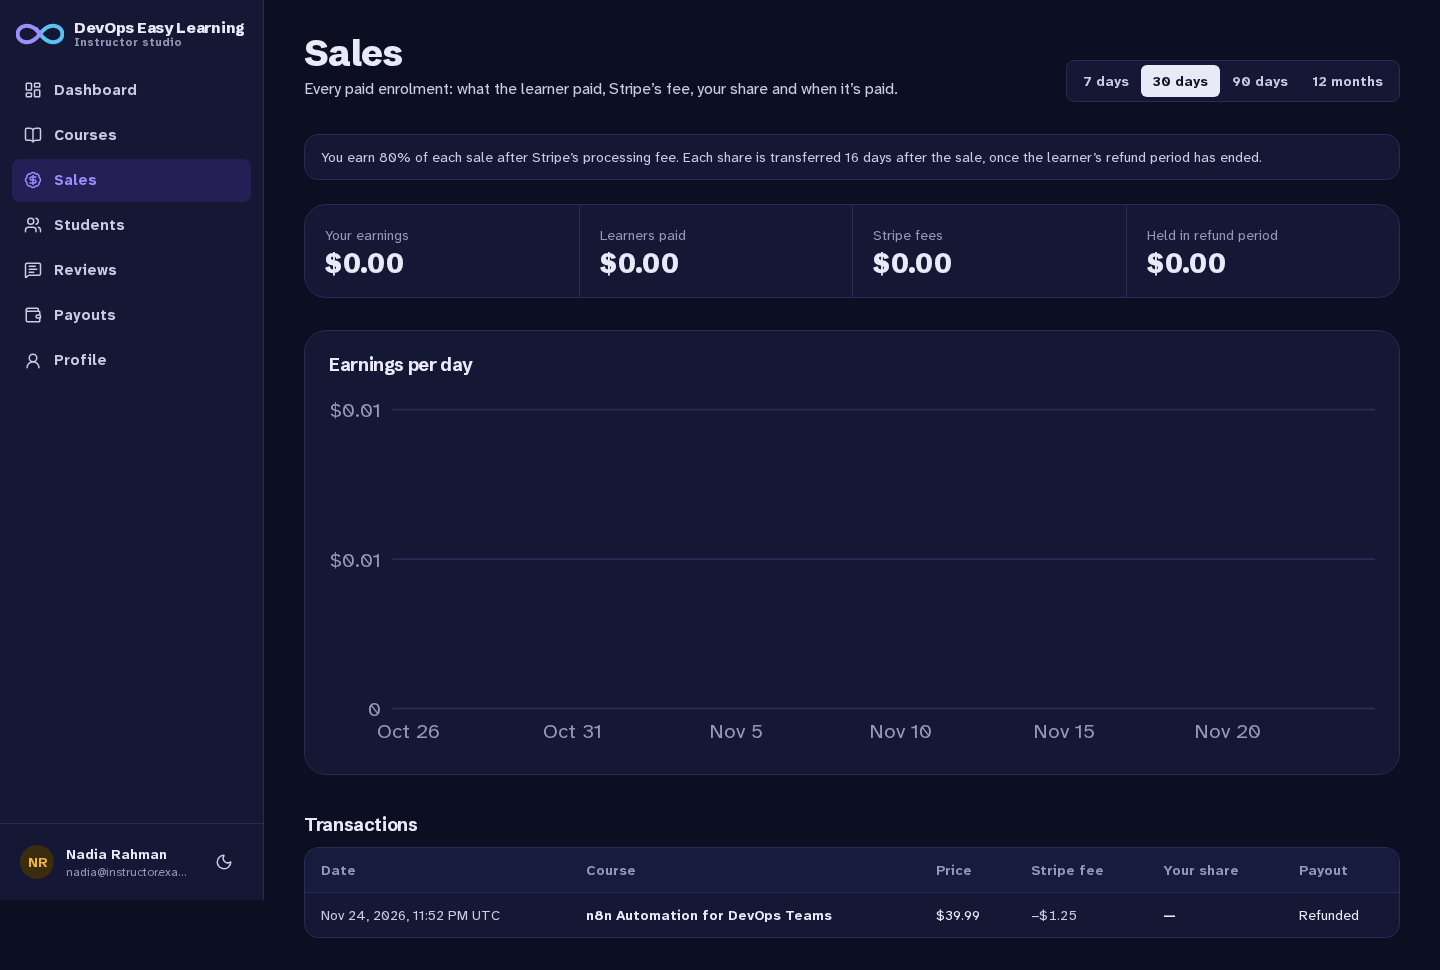 DevOps Easy Learning
Instructor studio
Dashboard
Courses
Sales
Students
Reviews
Payouts
Profile
NR
Nadia Rahman
nadia@instructor.exa...
Sales
Every paid enrolment: what the learner paid, Stripe's fee, your share and when it's paid.
7 days 30 days 90 days 12 months
You earn 80% of each sale after Stripe's processing fee. Each share is transferred 16 days after the sale, once the learner's refund period has ended.
Your earnings
$0.00
Learners paid
$0.00
Stripe fees
$0.00
Held in refund period
$0.00
Earnings per day
$0.01
$0.01
0
Oct 26 Oct 31 Nov 5 Nov 10 Nov 15 Nov 20
Transactions
Date Course Price Stripe fee Your share Payout
Nov 24, 2026, 11:52 PM UTC n8n Automation for DevOps Teams $39.99 −$1.25 — Refunded